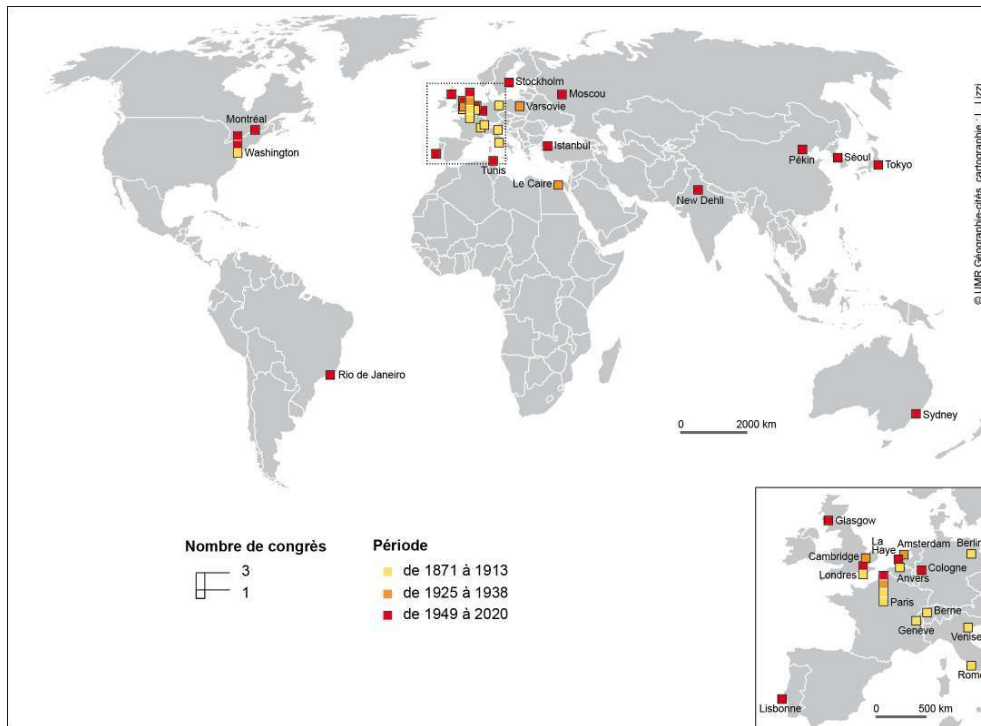 Stockholm
Moscou
Varsovie
Montréal
Washington
Istanbul
Tunis
Le Caire
Pékin
Séoul
Tokyo
New Dehli
Rio de Janeiro
Sydney
0 2000 km
© UMR Géographie-cités, cartographie : L. Lizzi
Nombre de congrès
3
1
Période
de 1871 à 1913
de 1925 à 1938
de 1949 à 2020
Glasgow
La
Haye
Amsterdam
Berlin
Cambridge
Londres
Anvers
Cologne
Paris
Berne
Genève
Venise
Rome
Lisbonne
0 500 km